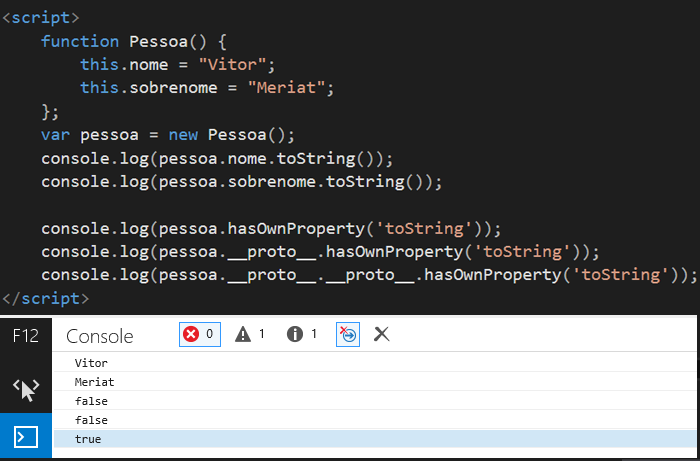 <script>
    function Pessoa() {
        this.nome = "Vitor";
        this.sobrenome = "Meriat";
    };
    var pessoa = new Pessoa();
    console.log(pessoa.nome.toString());
    console.log(pessoa.sobrenome.toString());

    console.log(pessoa.hasOwnProperty('toString'));
    console.log(pessoa.__proto__.hasOwnProperty('toString'));
    console.log(pessoa.__proto__.__proto__.hasOwnProperty('toString'));
</script>
F12 Console 0 1 1
Vitor
Meriat
false
false
true